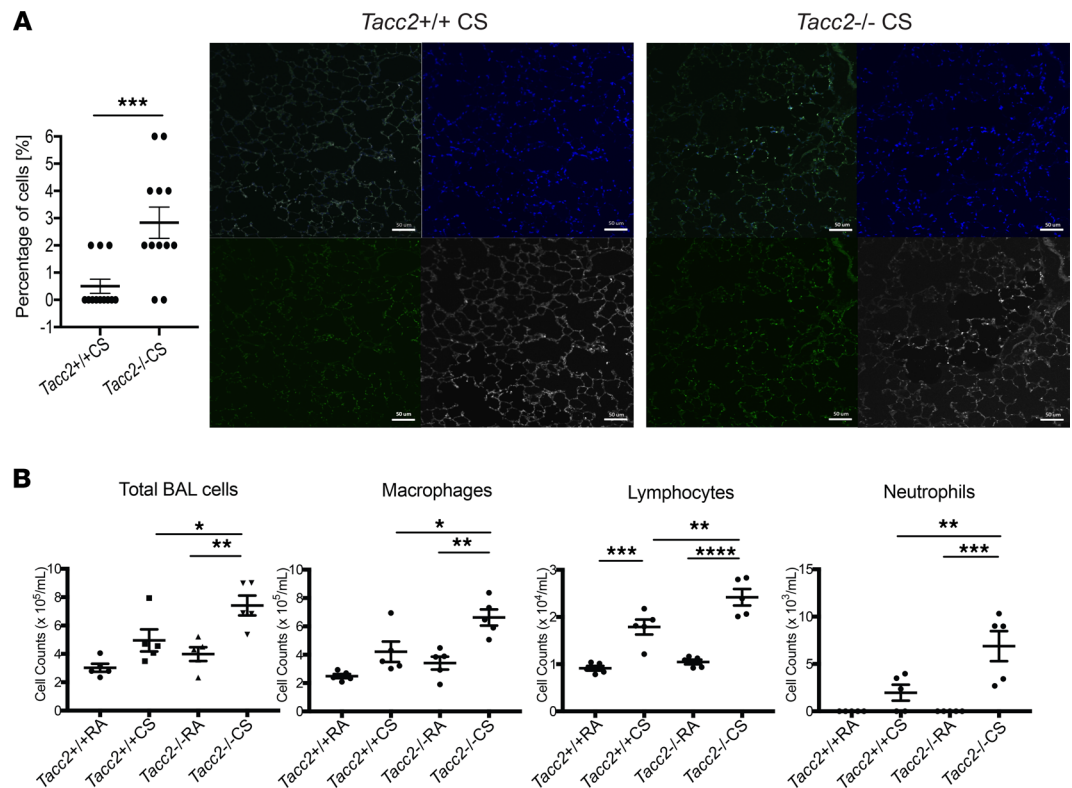 A
Tacc2+/+ CS
Tacc2-/- CS
***
Percentage of cells [%]
6
5
4
3
2
1
0
-1
Tacc2+/+CS
Tacc2-/-CS
50 um
50 um
50 um
50 um
50 um
50 um
50 um
50 um
B
Total BAL cells
*
**
Cell Counts (x 10⁵/mL)
10
8
6
4
2
0
Tacc2+/+RA
Tacc2+/+CS
Tacc2-/-RA
Tacc2-/-CS
Macrophages
*
**
Cell Counts (x 10⁵/mL)
10
8
6
4
2
0
Tacc2+/+RA
Tacc2+/+CS
Tacc2-/-RA
Tacc2-/-CS
Lymphocytes
**
***
****
Cell Counts (x 10⁴/mL)
3
2
1
0
Tacc2+/+RA
Tacc2+/+CS
Tacc2-/-RA
Tacc2-/-CS
Neutrophils
**
***
Cell Counts (x 10³/mL)
15
10
5
0
Tacc2+/+RA
Tacc2+/+CS
Tacc2-/-RA
Tacc2-/-CS